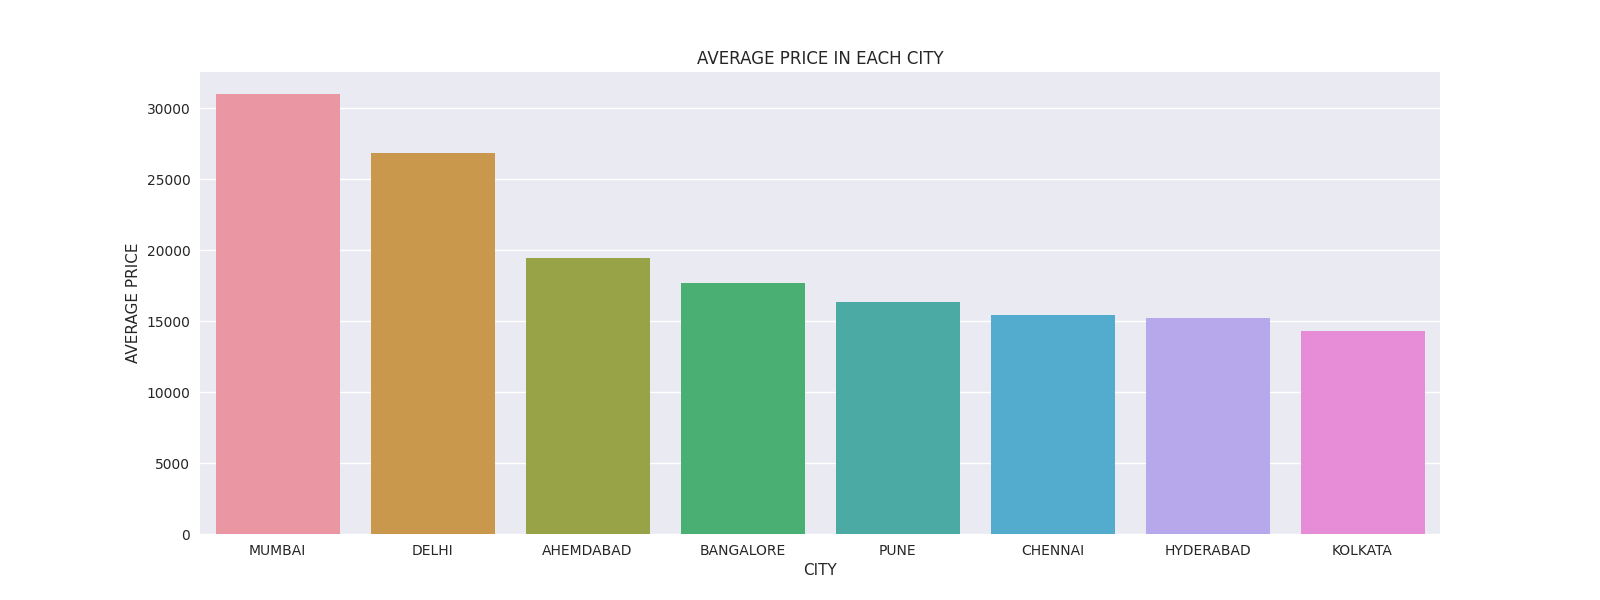 AVERAGE PRICE IN EACH CITY
30000
25000
20000
15000
10000
5000
0
AVERAGE PRICE
MUMBAI DELHI AHEMDABAD BANGALORE PUNE CHENNAI HYDERABAD KOLKATA
CITY